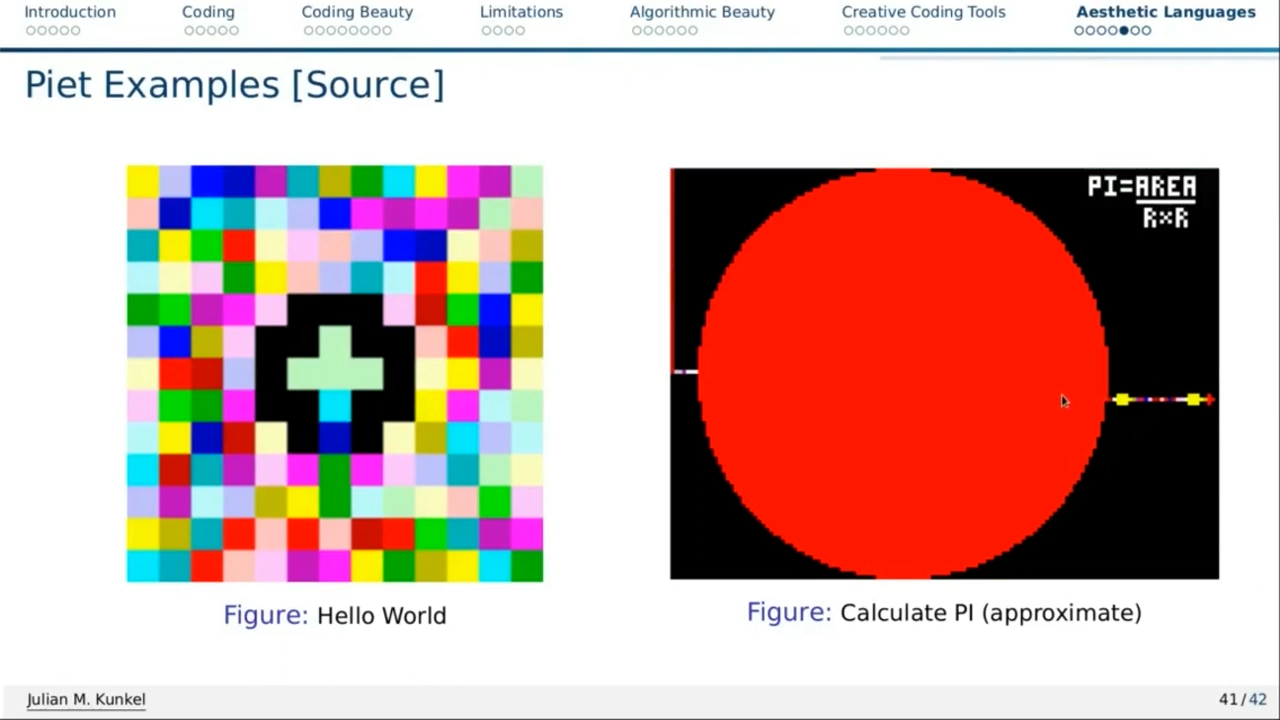 Introduction Coding Coding Beauty Limitations Algorithmic Beauty Creative Coding Tools Aesthetic Languages
Piet Examples [Source]
PI=AREA
R×R
Figure: Hello World
Figure: Calculate PI (approximate)
Julian M. Kunkel 41/42